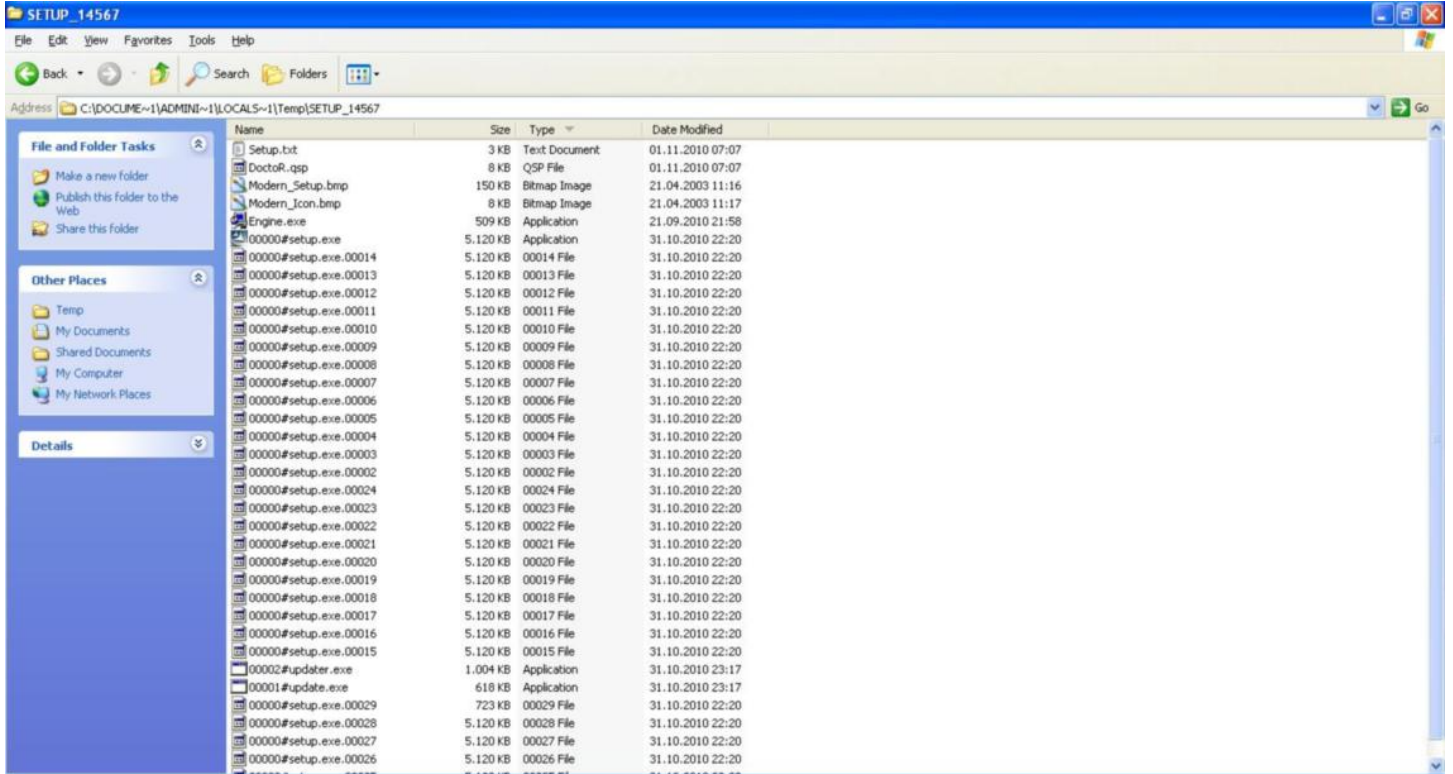 SETUP_14567
File Edit View Favorites Tools Help
Back Search Folders
Address C:\DOCUME~1\ADMINI~1\LOCALS~1\Temp\SETUP_14567 Go
File and Folder Tasks
Make a new folder
Publish this folder to the
Web
Share this folder
Other Places
Temp
My Documents
Shared Documents
My Computer
My Network Places
Details
Name Size Type Date Modified
Setup.txt 3 KB Text Document 01.11.2010 07:07
DoctoR.qsp 8 KB QSP File 01.11.2010 07:07
Modern_Setup.bmp 150 KB Bitmap Image 21.04.2003 11:16
Modern_Icon.bmp 8 KB Bitmap Image 21.04.2003 11:17
Engine.exe 509 KB Application 21.09.2010 21:58
00000#setup.exe 5.120 KB Application 31.10.2010 22:20
00000#setup.exe.00014 5.120 KB 00014 File 31.10.2010 22:20
00000#setup.exe.00013 5.120 KB 00013 File 31.10.2010 22:20
00000#setup.exe.00012 5.120 KB 00012 File 31.10.2010 22:20
00000#setup.exe.00011 5.120 KB 00011 File 31.10.2010 22:20
00000#setup.exe.00010 5.120 KB 00010 File 31.10.2010 22:20
00000#setup.exe.00009 5.120 KB 00009 File 31.10.2010 22:20
00000#setup.exe.00008 5.120 KB 00008 File 31.10.2010 22:20
00000#setup.exe.00007 5.120 KB 00007 File 31.10.2010 22:20
00000#setup.exe.00006 5.120 KB 00006 File 31.10.2010 22:20
00000#setup.exe.00005 5.120 KB 00005 File 31.10.2010 22:20
00000#setup.exe.00004 5.120 KB 00004 File 31.10.2010 22:20
00000#setup.exe.00003 5.120 KB 00003 File 31.10.2010 22:20
00000#setup.exe.00002 5.120 KB 00002 File 31.10.2010 22:20
00000#setup.exe.00024 5.120 KB 00024 File 31.10.2010 22:20
00000#setup.exe.00023 5.120 KB 00023 File 31.10.2010 22:20
00000#setup.exe.00022 5.120 KB 00022 File 31.10.2010 22:20
00000#setup.exe.00021 5.120 KB 00021 File 31.10.2010 22:20
00000#setup.exe.00020 5.120 KB 00020 File 31.10.2010 22:20
00000#setup.exe.00019 5.120 KB 00019 File 31.10.2010 22:20
00000#setup.exe.00018 5.120 KB 00018 File 31.10.2010 22:20
00000#setup.exe.00017 5.120 KB 00017 File 31.10.2010 22:20
00000#setup.exe.00016 5.120 KB 00016 File 31.10.2010 22:20
00000#setup.exe.00015 5.120 KB 00015 File 31.10.2010 22:20
00002#updater.exe 1.004 KB Application 31.10.2010 23:17
00001#update.exe 618 KB Application 31.10.2010 23:17
00000#setup.exe.00029 723 KB 00029 File 31.10.2010 22:20
00000#setup.exe.00028 5.120 KB 00028 File 31.10.2010 22:20
00000#setup.exe.00027 5.120 KB 00027 File 31.10.2010 22:20
00000#setup.exe.00026 5.120 KB 00026 File 31.10.2010 22:20